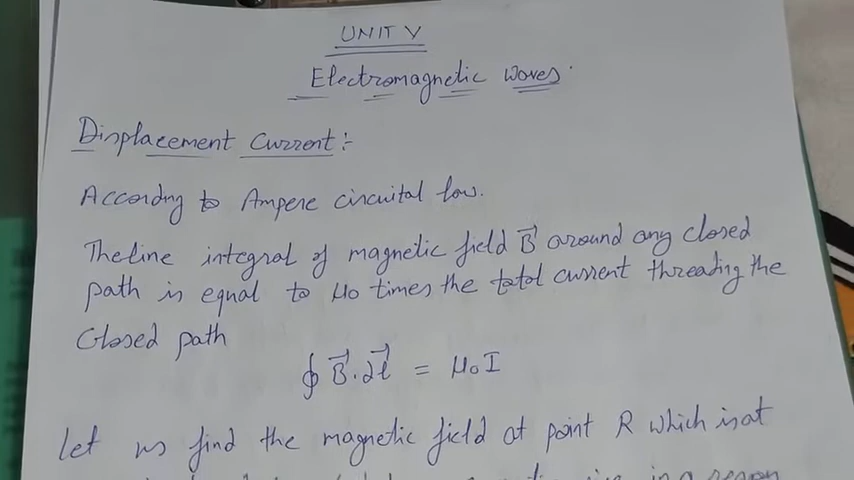 UNIT V
Electromagnetic waves.
Displacement Current :-
According to Ampere circuital law.
The line integral of magnetic field B⃗ around any closed
path is equal to μ0 times the total current threading the
Closed path
∮ B⃗.dl⃗ = μ0 I
Let us find the magnetic field at point R which is at
in a region